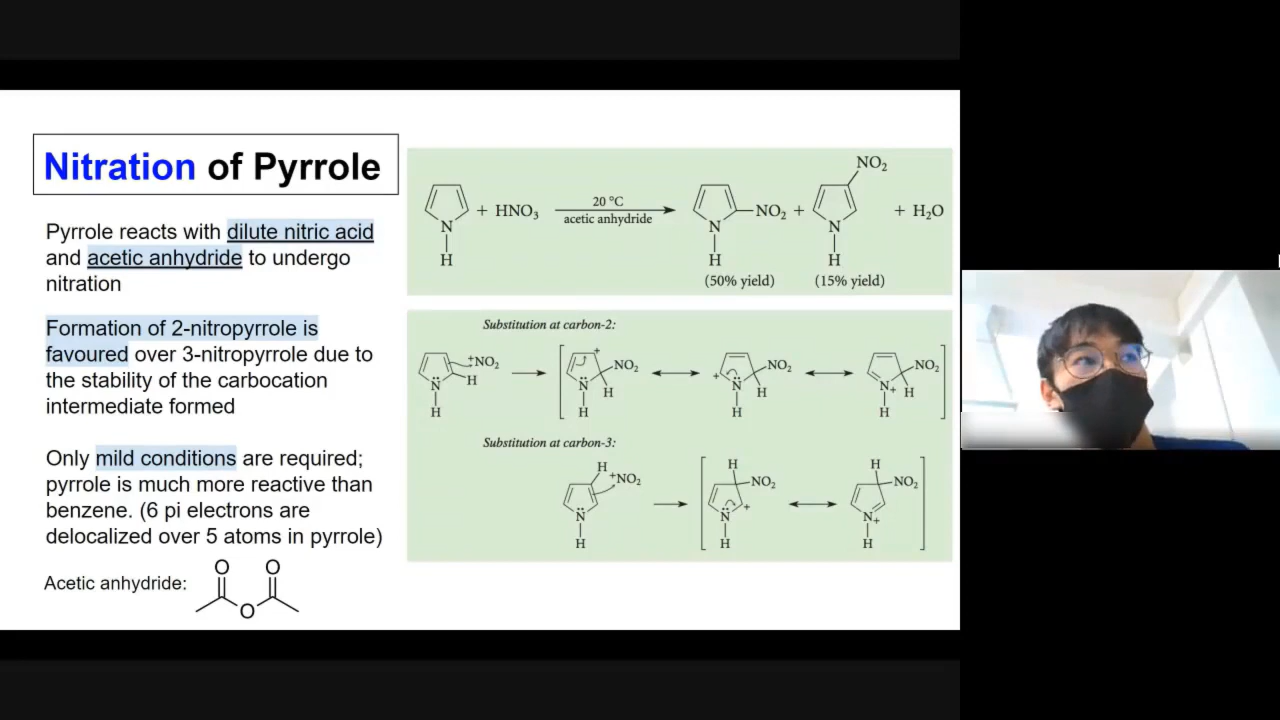 Nitration of Pyrrole
Pyrrole reacts with dilute nitric acid
and acetic anhydride to undergo
nitration
Formation of 2-nitropyrrole is
favoured over 3-nitropyrrole due to
the stability of the carbocation
intermediate formed
Only mild conditions are required;
pyrrole is much more reactive than
benzene. (6 pi electrons are
delocalized over 5 atoms in pyrrole)
Acetic anhydride:
O O
O
NO₂
+ HNO₃ 20 °C NO₂ + + H₂O
acetic anhydride
N N N
H H H
(50% yield) (15% yield)
Substitution at carbon-2:
+NO₂ + NO₂ NO₂ NO₂
H H + H H
N N N N+
H H H H
Substitution at carbon-3:
H H H
+NO₂ NO₂ NO₂
N N + N+
H H H